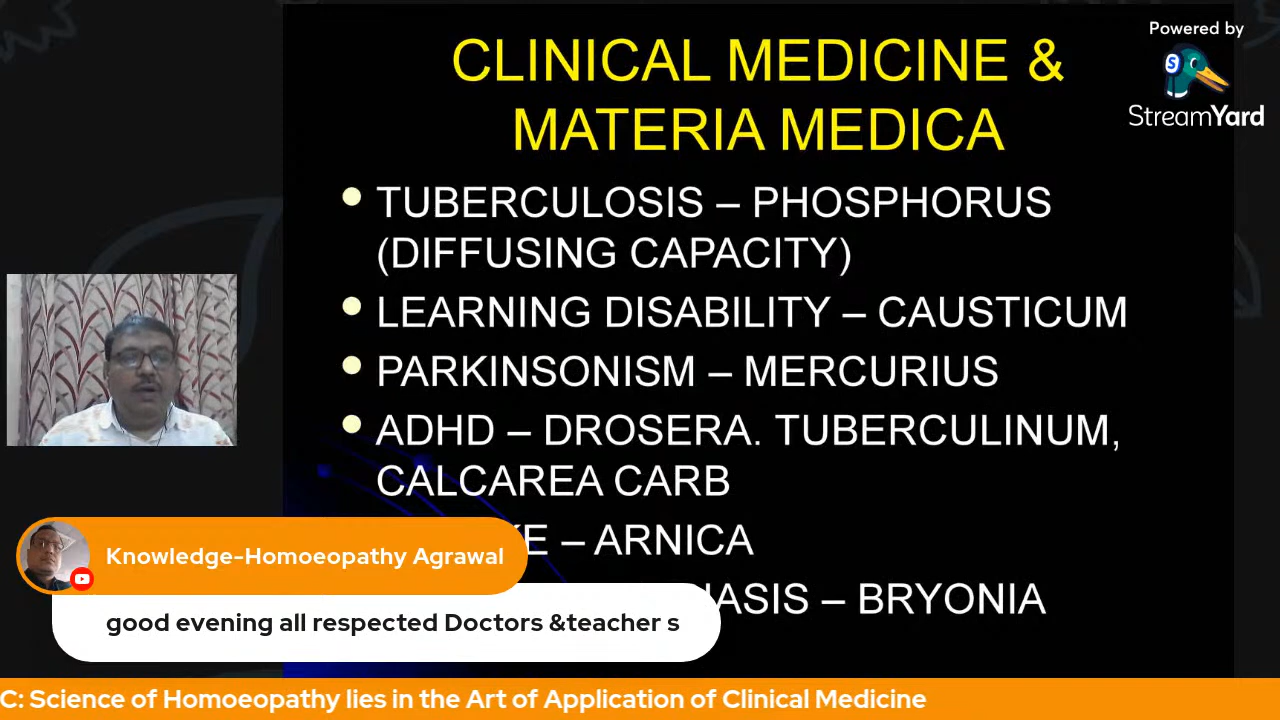 CLINICAL MEDICINE &
MATERIA MEDICA
Powered by
StreamYard
TUBERCULOSIS – PHOSPHORUS
(DIFFUSING CAPACITY)
LEARNING DISABILITY – CAUSTICUM
PARKINSONISM – MERCURIUS
ADHD – DROSERA. TUBERCULINUM,
CALCAREA CARB
– ARNICA
– BRYONIA
Knowledge-Homoeopathy Agrawal
good evening all respected Doctors &teacher s
C: Science of Homoeopathy lies in the Art of Application of Clinical Medicine